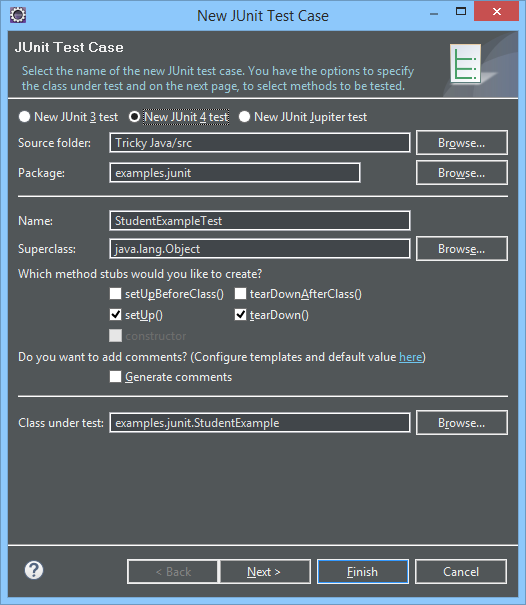 New JUnit Test Case
JUnit Test Case
Select the name of the new JUnit test case. You have the options to specify
the class under test and on the next page, to select methods to be tested.
New JUnit 3 test New JUnit 4 test New JUnit Jupiter test
Source folder: Tricky Java/src Browse...
Package: examples.junit Browse...
Name: StudentExampleTest
Superclass: java.lang.Object Browse...
Which method stubs would you like to create?
setUpBeforeClass() tearDownAfterClass()
setUp() tearDown()
constructor
Do you want to add comments? (Configure templates and default value here)
Generate comments
Class under test: examples.junit.StudentExample Browse...
? < Back Next > Finish Cancel